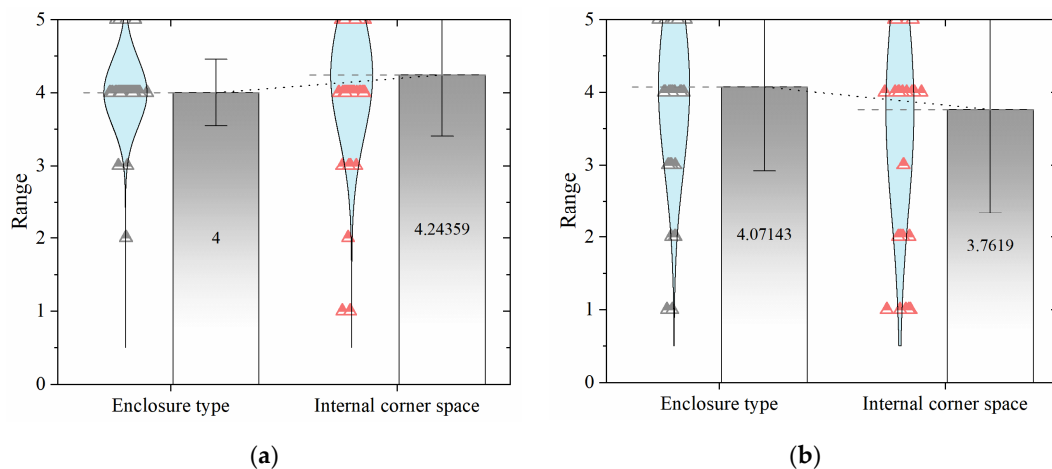 5
4
3
2
1
0
Range
4
4.24359
Enclosure type
Internal corner space
(a)
5
4
3
2
1
0
Range
4.07143
3.7619
Enclosure type
Internal corner space
(b)